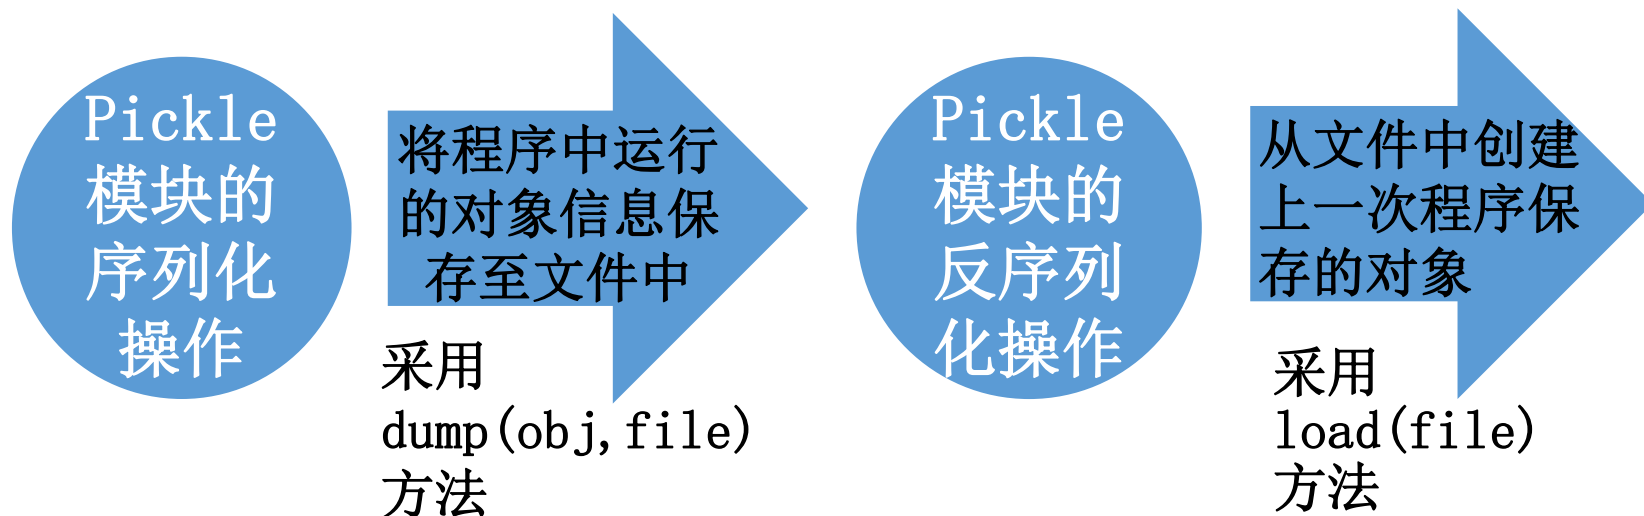 Pickle
模块的
序列化
操作
将程序中运行
的对象信息保
存至文件中
采用
dump(obj,file)
方法
Pickle
模块的
反序列
化操作
从文件中创建
上一次程序保
存的对象
采用
load(file)
方法